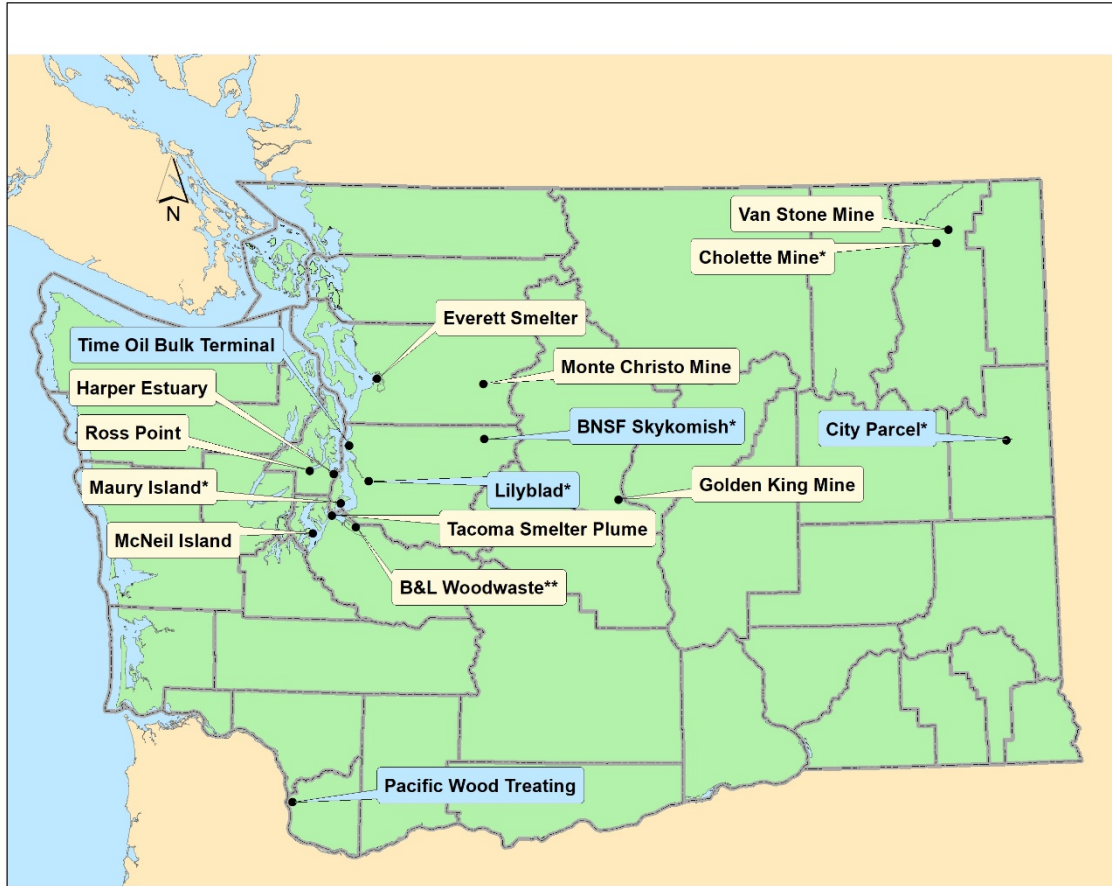 N
Van Stone Mine
Cholette Mine*
Everett Smelter
Time Oil Bulk Terminal
Monte Christo Mine
Harper Estuary
Ross Point
BNSF Skykomish*
City Parcel*
Maury Island*
Lilyblad*
Golden King Mine
McNeil Island
Tacoma Smelter Plume
B&L Woodwaste**
Pacific Wood Treating